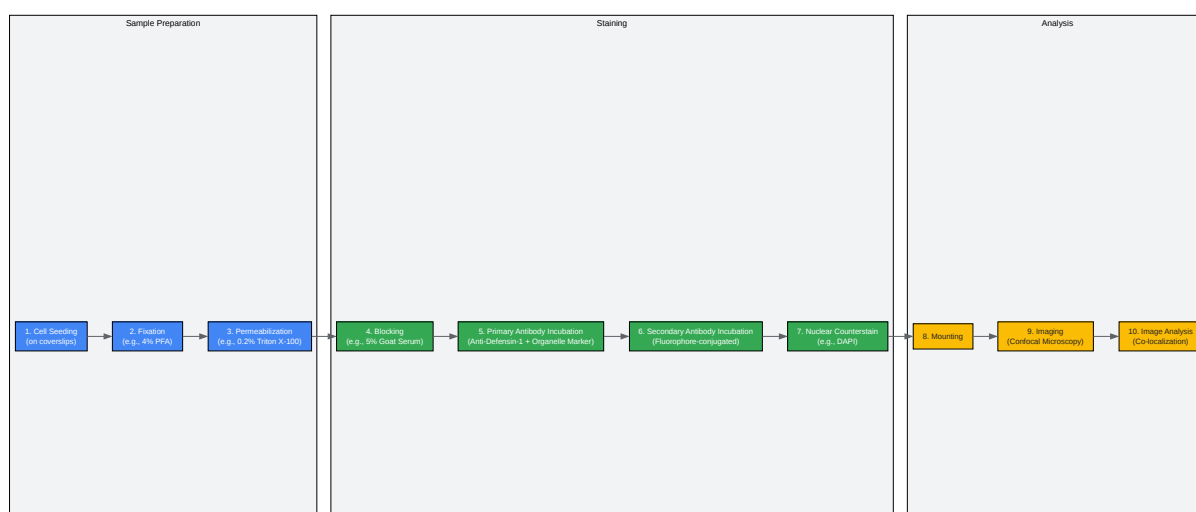 Sample Preparation
Staining
Analysis
1. Cell Seeding
(on coverslips)
2. Fixation
(e.g., 4% PFA)
3. Permeabilization
(e.g., 0.2% Triton X-100)
4. Blocking
(e.g., 5% Goat Serum)
5. Primary Antibody Incubation
(Anti-Defensin-1 + Organelle Marker)
6. Secondary Antibody Incubation
(Fluorophore-conjugated)
7. Nuclear Counterstain
(e.g., DAPI)
8. Mounting
9. Imaging
(Confocal Microscopy)
10. Image Analysis
(Co-localization)